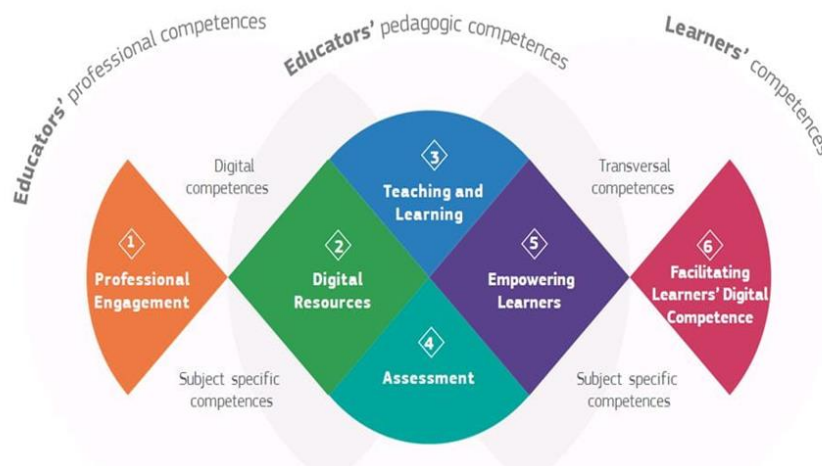 Educators' professional competences
Educators' pedagogic competences
Learners' competences
Digital
competences
Transversal
competences
3
Teaching and
Learning
1
Professional
Engagement
2
Digital
Resources
5
Empowering
Learners
6
Facilitating
Learners' Digital
Competence
4
Assessment
Subject specific
competences
Subject specific
competences